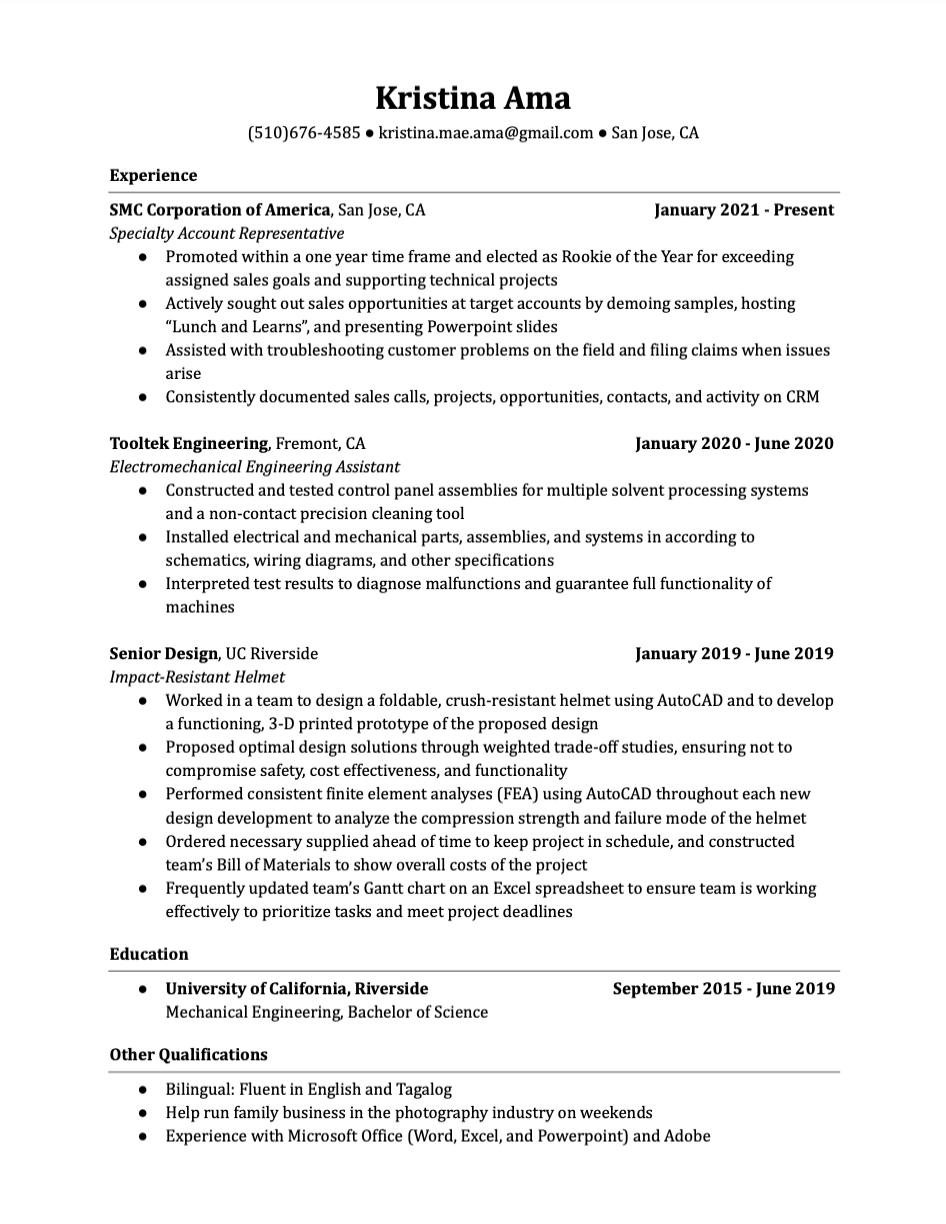 Kristina Ama
(510)676-4585 ● kristina.mae.ama@gmail.com ● San Jose, CA
Experience
SMC Corporation of America, San Jose, CA January 2021 - Present
Specialty Account Representative
● Promoted within a one year time frame and elected as Rookie of the Year for exceeding
assigned sales goals and supporting technical projects
● Actively sought out sales opportunities at target accounts by demoing samples, hosting
“Lunch and Learns”, and presenting Powerpoint slides
● Assisted with troubleshooting customer problems on the field and filing claims when issues
arise
● Consistently documented sales calls, projects, opportunities, contacts, and activity on CRM
Tooltek Engineering, Fremont, CA January 2020 - June 2020
Electromechanical Engineering Assistant
● Constructed and tested control panel assemblies for multiple solvent processing systems
and a non-contact precision cleaning tool
● Installed electrical and mechanical parts, assemblies, and systems in according to
schematics, wiring diagrams, and other specifications
● Interpreted test results to diagnose malfunctions and guarantee full functionality of
machines
Senior Design, UC Riverside January 2019 - June 2019
Impact-Resistant Helmet
● Worked in a team to design a foldable, crush-resistant helmet using AutoCAD and to develop
a functioning, 3-D printed prototype of the proposed design
● Proposed optimal design solutions through weighted trade-off studies, ensuring not to
compromise safety, cost effectiveness, and functionality
● Performed consistent finite element analyses (FEA) using AutoCAD throughout each new
design development to analyze the compression strength and failure mode of the helmet
● Ordered necessary supplied ahead of time to keep project in schedule, and constructed
team’s Bill of Materials to show overall costs of the project
● Frequently updated team’s Gantt chart on an Excel spreadsheet to ensure team is working
effectively to prioritize tasks and meet project deadlines
Education
● University of California, Riverside September 2015 - June 2019
Mechanical Engineering, Bachelor of Science
Other Qualifications
● Bilingual: Fluent in English and Tagalog
● Help run family business in the photography industry on weekends
● Experience with Microsoft Office (Word, Excel, and Powerpoint) and Adobe